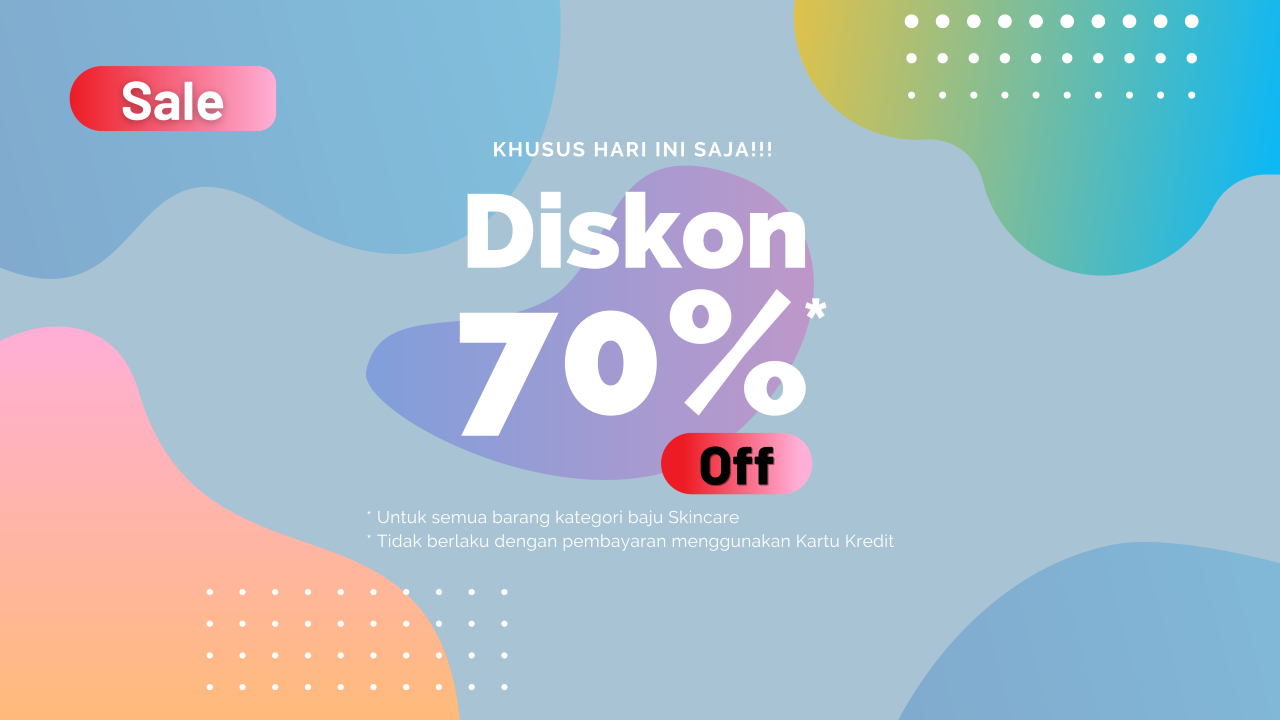 Sale
KHUSUS HARI INI SAJA!!!
Diskon
70%*
Off
* Untuk semua barang kategori baju Skincare
* Tidak berlaku dengan pembayaran menggunakan Kartu Kredit